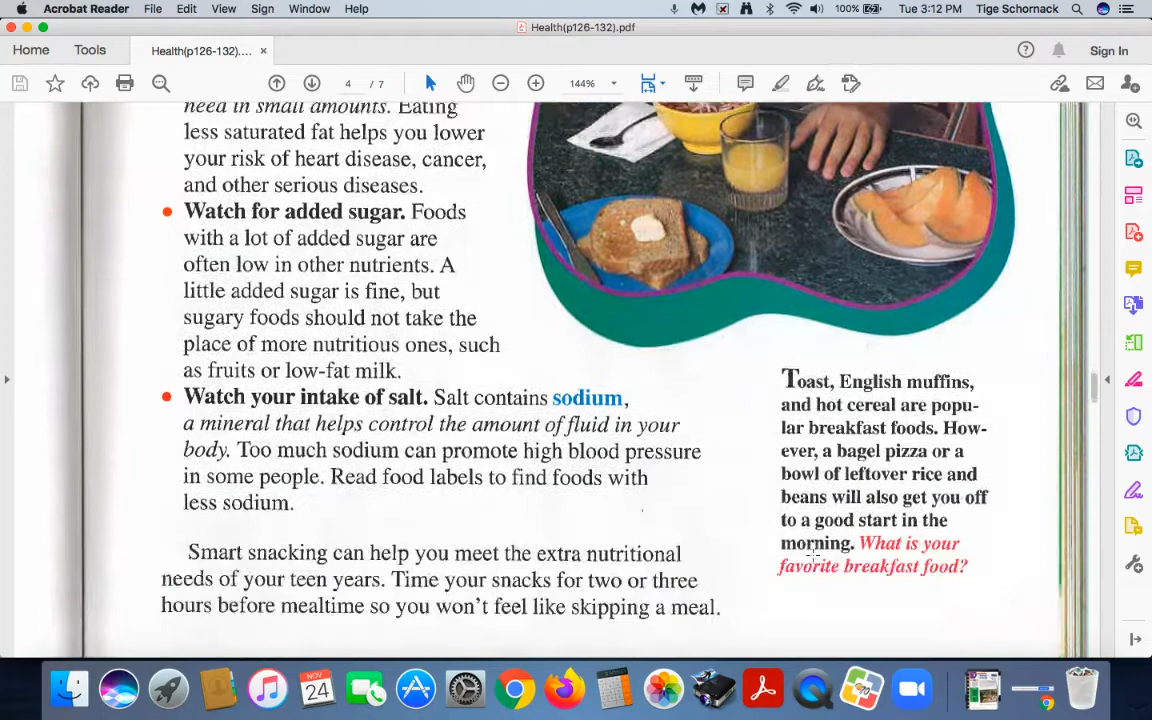 Acrobat Reader File Edit View Sign Window Help 100% Tue 3:12 PM Tige Schornack
Health(p126-132).pdf
Home Tools Health(p126-132).... × Sign In
4 / 7 144%
need in small amounts. Eating
less saturated fat helps you lower
your risk of heart disease, cancer,
and other serious diseases.
• Watch for added sugar. Foods
with a lot of added sugar are
often low in other nutrients. A
little added sugar is fine, but
sugary foods should not take the
place of more nutritious ones, such
as fruits or low-fat milk.
• Watch your intake of salt. Salt contains sodium,
a mineral that helps control the amount of fluid in your
body. Too much sodium can promote high blood pressure
in some people. Read food labels to find foods with
less sodium.
Smart snacking can help you meet the extra nutritional
needs of your teen years. Time your snacks for two or three
hours before mealtime so you won't feel like skipping a meal.
Toast, English muffins,
and hot cereal are popu-
lar breakfast foods. How-
ever, a bagel pizza or a
bowl of leftover rice and
beans will also get you off
to a good start in the
morning. What is your
favorite breakfast food?
NOV
24